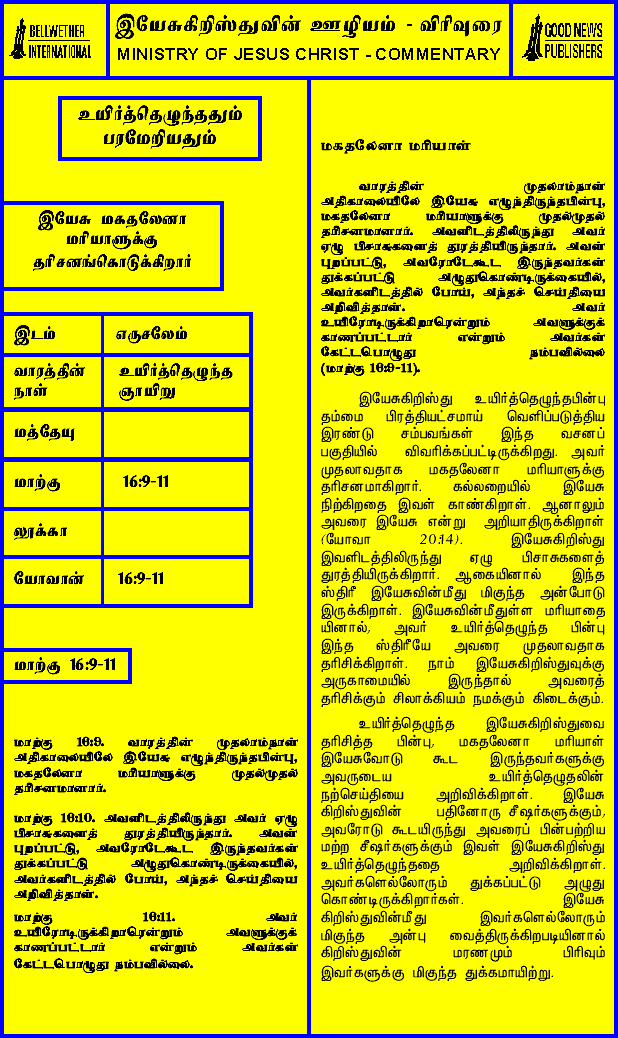 BELLWETHER
INTERNATIONAL
இயேசுகிறிஸ்துவின் ஊழியம் - விரிவுரை
MINISTRY OF JESUS CHRIST - COMMENTARY
GOOD NEWS
PUBLISHERS
உயிர்த்தெழுந்ததும்
பரமேறியதும்
இயேசு மகதலேனா
மரியாளுக்கு
தரிசனங்கொடுக்கிறார்
இடம் எருசலேம்
வாரத்தின் உயிர்த்தெழுந்த
நாள் ஞாயிறு
மத்தேயு
மாற்கு 16:9-11
லூக்கா
யோவான் 16:9-11
மாற்கு 16:9-11
மாற்கு 16:9. வாரத்தின் முதலாம்நாள்
அதிகாலையிலே இயேசு எழுந்திருந்தபின்பு,
மகதலேனா மரியாளுக்கு முதல்முதல்
தரிசனமானார்.
மாற்கு 16:10. அவளிடத்திலிருந்து அவர் ஏழு
பிசாசுகளைத் துரத்தியிருந்தார். அவள்
புறப்பட்டு, அவரோடேகூட இருந்தவர்கள்
துக்கப்பட்டு அழுதுகொண்டிருக்கையில்,
அவர்களிடத்தில் போய், அந்தச் செய்தியை
அறிவித்தாள்.
மாற்கு 16:11. அவர்
உயிரோடிருக்கிறாரென்றும் அவளுக்குக்
காணப்பட்டார் என்றும் அவர்கள்
கேட்டபொழுது நம்பவில்லை.
மகதலேனா மரியாள்
வாரத்தின் முதலாம்நாள்
அதிகாலையிலே இயேசு எழுந்திருந்தபின்பு,
மகதலேனா மரியாளுக்கு முதல்முதல்
தரிசனமானார். அவளிடத்திலிருந்து அவர்
ஏழு பிசாசுகளைத் துரத்தியிருந்தார். அவள்
புறப்பட்டு, அவரோடேகூட இருந்தவர்கள்
துக்கப்பட்டு அழுதுகொண்டிருக்கையில்,
அவர்களிடத்தில் போய், அந்தச் செய்தியை
அறிவித்தாள். அவர்
உயிரோடிருக்கிறாரென்றும் அவளுக்குக்
காணப்பட்டார் என்றும் அவர்கள்
கேட்டபொழுது நம்பவில்லை
(மாற்கு 16:9-11).
இயேசுகிறிஸ்து உயிர்த்தெழுந்தபின்பு
தம்மை பிரத்தியட்சமாய் வெளிப்படுத்திய
இரண்டு சம்பவங்கள் இந்த வசனப்
பகுதியில் விவரிக்கப்பட்டிருக்கிறது. அவர்
முதலாவதாக மகதலேனா மரியாளுக்கு
தரிசனமாகிறார். கல்லறையில் இயேசு
நிற்கிறதை இவள் காண்கிறாள். ஆனாலும்
அவரை இயேசு என்று அறியாதிருக்கிறாள்
(யோவா 20:14). இயேசுகிறிஸ்து
இவளிடத்திலிருந்து ஏழு பிசாசுகளைத்
துரத்தியிருக்கிறார். ஆகையினால் இந்த
ஸ்திரீ இயேசுவின்மீது மிகுந்த அன்போடு
இருக்கிறாள். இயேசுவின்மீதுள்ள மரியாதை
யினால், அவர் உயிர்த்தெழுந்த பின்பு
இந்த ஸ்திரீயே அவரை முதலாவதாக
தரிசிக்கிறாள். நாம் இயேசுகிறிஸ்துவுக்கு
அருகாமையில் இருந்தால் அவரைத்
தரிசிக்கும் சிலாக்கியம் நமக்கும் கிடைக்கும்.
உயிர்த்தெழுந்த இயேசுகிறிஸ்துவை
தரிசித்த பின்பு, மகதலேனா மரியாள்
இயேசுவோடு கூட இருந்தவர்களுக்கு
அவருடைய உயிர்த்தெழுதலின்
நற்செய்தியை அறிவிக்கிறாள். இயேசு
கிறிஸ்துவின் பதினோரு சீஷர்களுக்கும்,
அவரோடு கூடயிருந்து அவரைப் பின்பற்றிய
மற்ற சீஷர்களுக்கும் இவள் இயேசுகிறிஸ்து
உயிர்த்தெழுந்ததை அறிவிக்கிறாள்.
அவர்களெல்லோரும் துக்கப்பட்டு அழுது
கொண்டிருக்கிறார்கள். இயேசு
கிறிஸ்துவின்மீது இவர்களெல்லோரும்
மிகுந்த அன்பு வைத்திருக்கிறபடியினால்
கிறிஸ்துவின் மரணமும் பிரிவும்
இவர்களுக்கு மிகுந்த துக்கமாயிற்று.